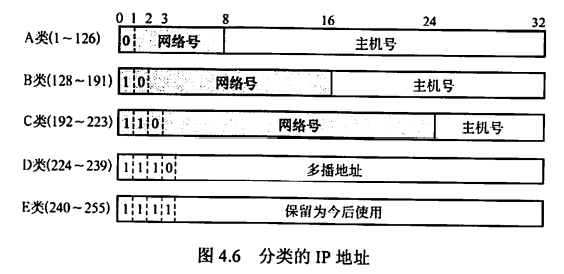 0 1 2 3 8 16 24 32
A类(1～126) 0 网络号 主机号
B类(128～191) 1 0 网络号 主机号
C类(192～223) 1 1 0 网络号 主机号
D类(224～239) 1 1 1 0 多播地址
E类(240～255) 1 1 1 1 保留为今后使用
图 4.6 分类的 IP 地址